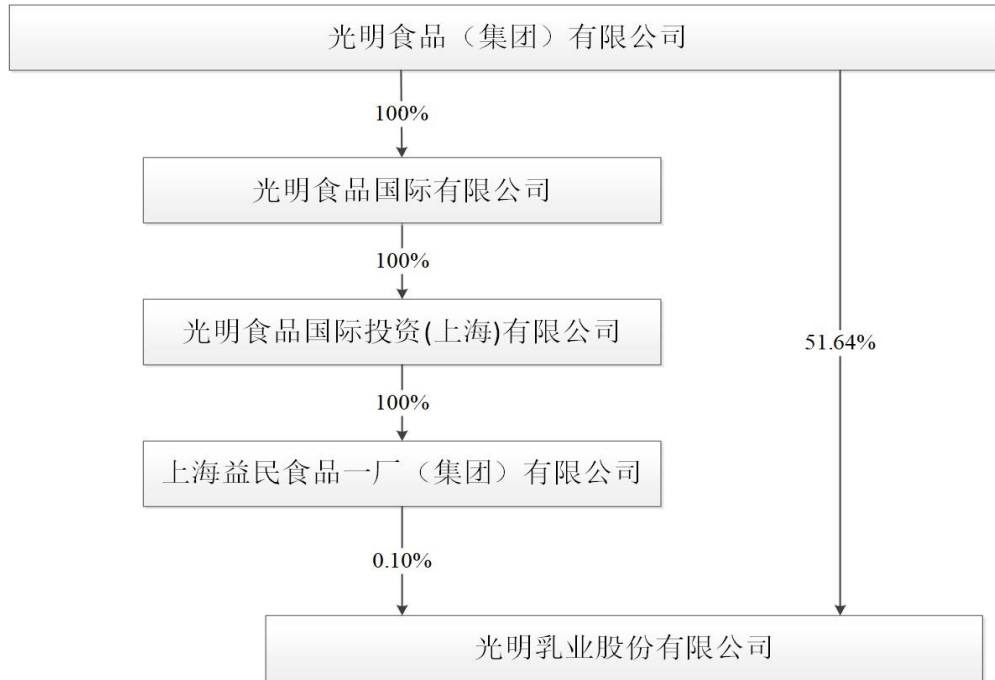 光明食品（集团）有限公司
100%
光明食品国际有限公司
100%
光明食品国际投资(上海)有限公司
51.64%
100%
上海益民食品一厂（集团）有限公司
0.10%
光明乳业股份有限公司